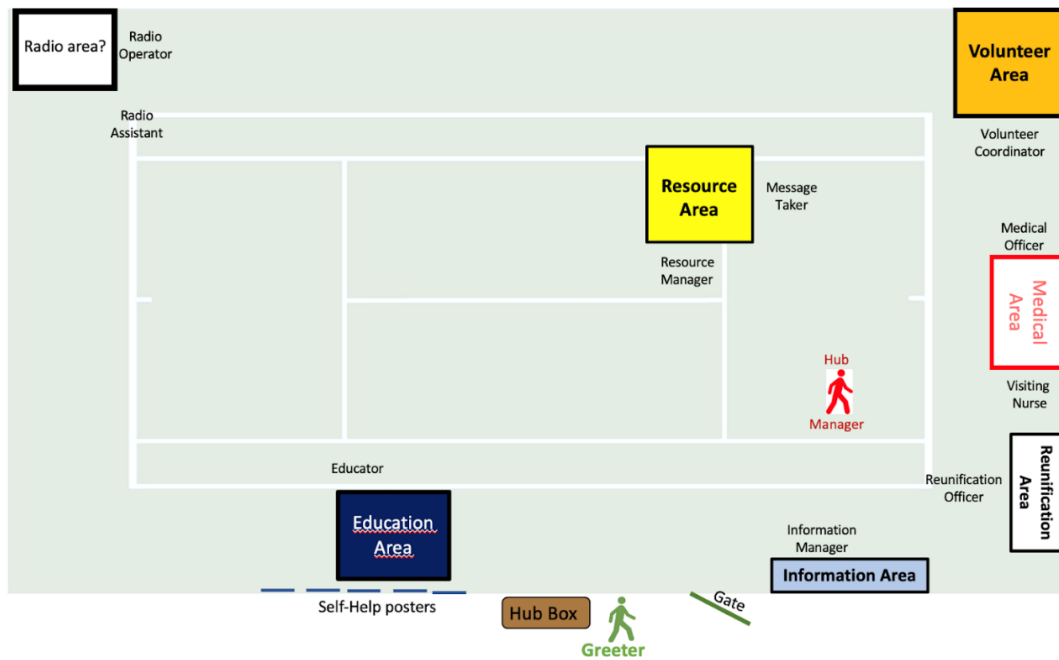 Radio area?
Radio
Operator
Volunteer
Area
Radio
Assistant
Volunteer
Coordinator
Resource
Area
Message
Taker
Resource
Manager
Medical
Officer
Medical
Area
Hub
Manager
Visiting
Nurse
Educator
Reunification
Officer
Reunification
Area
Education
Area
Information
Manager
Information Area
Self-Help posters
Hub Box
Gate
Greeter